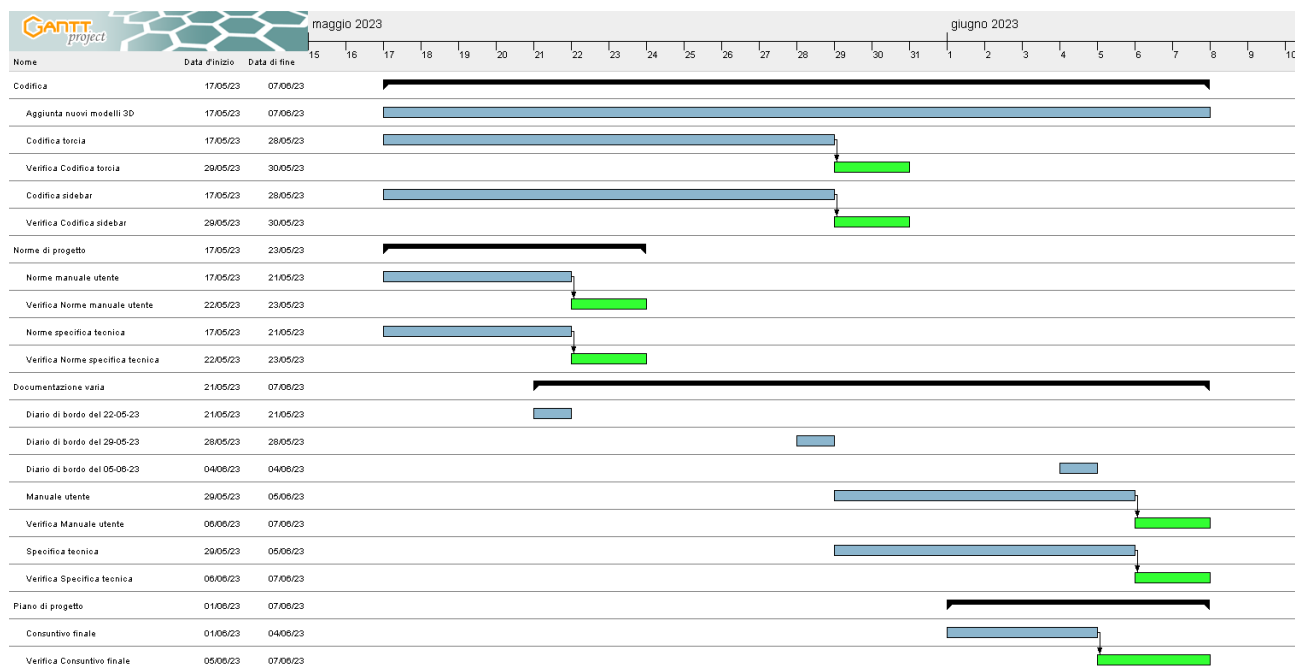 GANTT project
maggio 2023 giugno 2023
15 16 17 18 19 20 21 22 23 24 25 26 27 28 29 30 31 1 2 3 4 5 6 7 8 9 10
Nome Data d'inizio Data di fine
Codifica 17/05/23 07/06/23
Aggiunta nuovi modelli 3D 17/05/23 07/06/23
Codifica torcia 17/05/23 28/05/23
Verifica Codifica torcia 29/05/23 30/05/23
Codifica sidebar 17/05/23 28/05/23
Verifica Codifica sidebar 29/05/23 30/05/23
Norme di progetto 17/05/23 23/05/23
Norme manuale utente 17/05/23 21/05/23
Verifica Norme manuale utente 22/05/23 23/05/23
Norme specifica tecnica 17/05/23 21/05/23
Verifica Norme specifica tecnica 22/05/23 23/05/23
Documentazione varia 21/05/23 07/06/23
Diario di bordo del 22-05-23 21/05/23 21/05/23
Diario di bordo del 29-05-23 28/05/23 28/05/23
Diario di bordo del 05-06-23 04/06/23 04/06/23
Manuale utente 29/05/23 05/06/23
Verifica Manuale utente 06/06/23 07/06/23
Specifica tecnica 29/05/23 05/06/23
Verifica Specifica tecnica 06/06/23 07/06/23
Piano di progetto 01/06/23 07/06/23
Consuntivo finale 01/06/23 04/06/23
Verifica Consuntivo finale 05/06/23 07/06/23